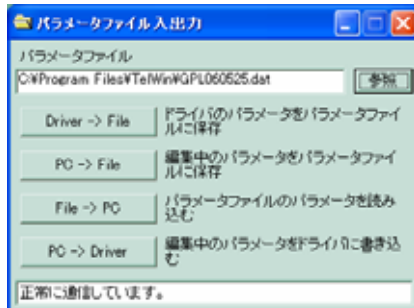 パラメータファイル入出力
パラメータファイル
C:¥Program Files¥TelWin¥GPL060525.dat
参照
Driver -> File
ドライバのパラメータをパラメータファイ
ルに保存
PC -> File
編集中のパラメータをパラメータファイ
ルに保存
File -> PC
パラメータファイルのパラメータを読み
込む
PC -> Driver
編集中のパラメータをドライバに書き込
む
正常に通信しています。